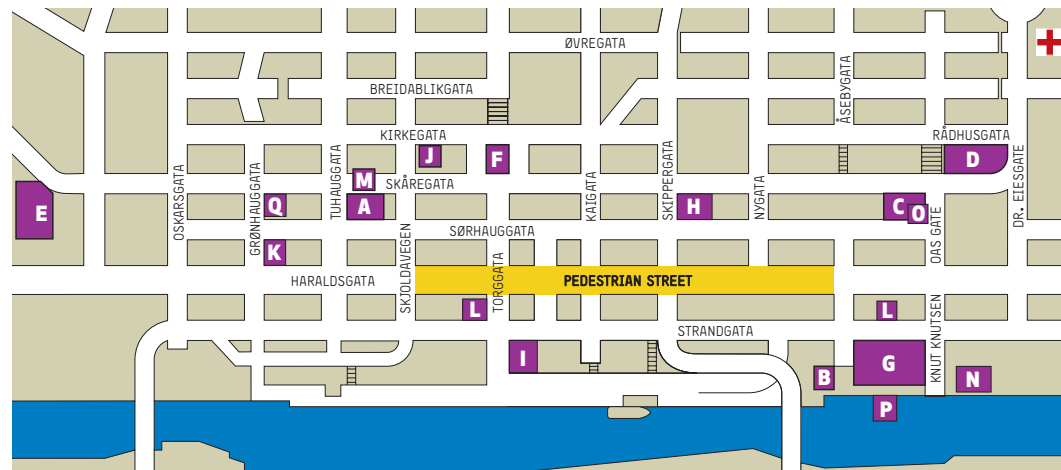 ØVREGATA
BREIDABLIKGATA
ÅSEBYGATA
KIRKEGATA
RÅDHUSGATA
J
F
D
M
SKÅREGATA
E
OSKARSGATA
GRØNHAUGGATA
Q
TUHAUGGATA
A
KAIGATA
SKIPPERGATA
H
NYGATA
C
O
DR. EIESGATE
SØRHAUGGATA
K
HARALDSGATA
SKJOLDAVEGEN
TORGGATA
PEDESTRIAN STREET
L
L
STRANDGATA
KNUT KNUTSEN OAS GATE
I
G
B
N
P